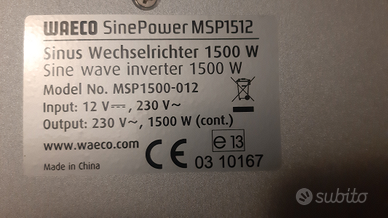 WAECO SinePower MSP1512
Sinus Wechselrichter 1500 W
Sine wave inverter 1500 W
Model No. MSP1500-012
Input: 12 V⎓, 230 V~
Output: 230 V~, 1500 W (cont.)
www.waeco.com
Made in China
CE
e 13
03 10167
subito